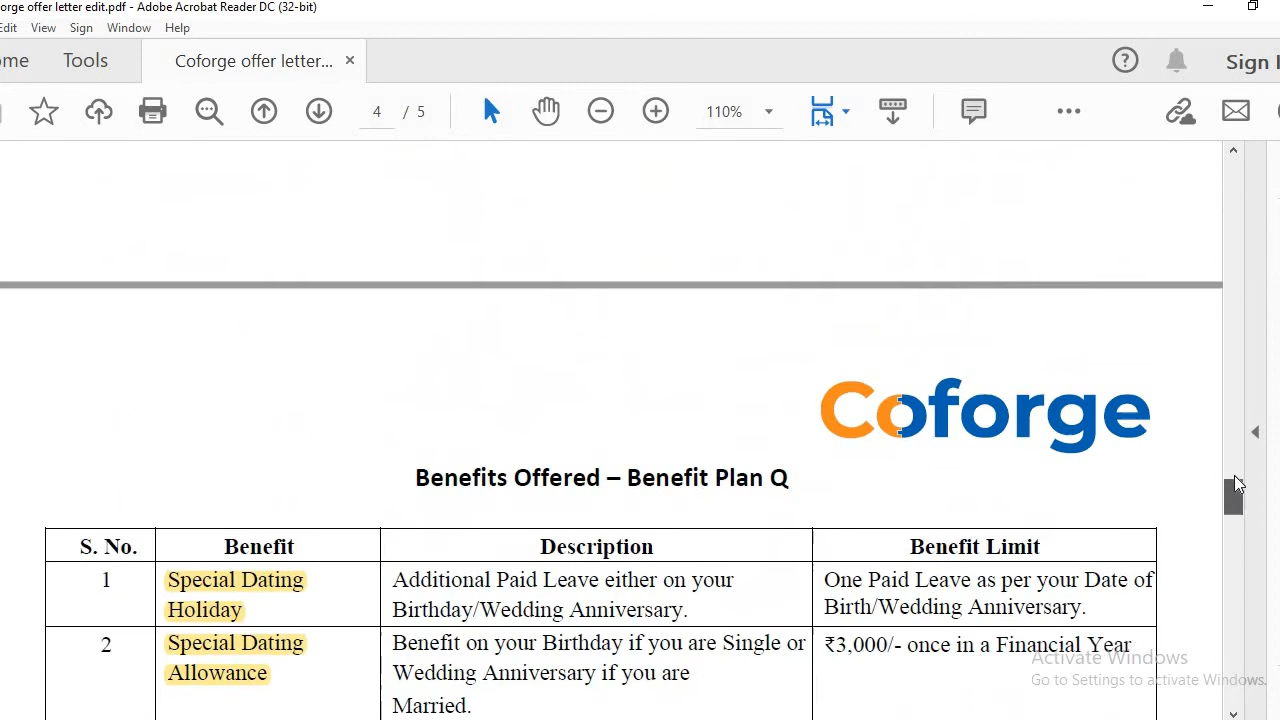 orge offer letter edit.pdf - Adobe Acrobat Reader DC (32-bit)
Edit View Sign Window Help
ome Tools Coforge offer letter... × ? Sign I
4 / 5 110%
Coforge
Benefits Offered – Benefit Plan Q
S. No. Benefit Description Benefit Limit
1 Special Dating Additional Paid Leave either on your One Paid Leave as per your Date of
Holiday Birthday/Wedding Anniversary. Birth/Wedding Anniversary.
2 Special Dating Benefit on your Birthday if you are Single or ₹3,000/- once in a Financial Year
Allowance Wedding Anniversary if you are
Married.
Activate Windows
Go to Settings to activate Windows.